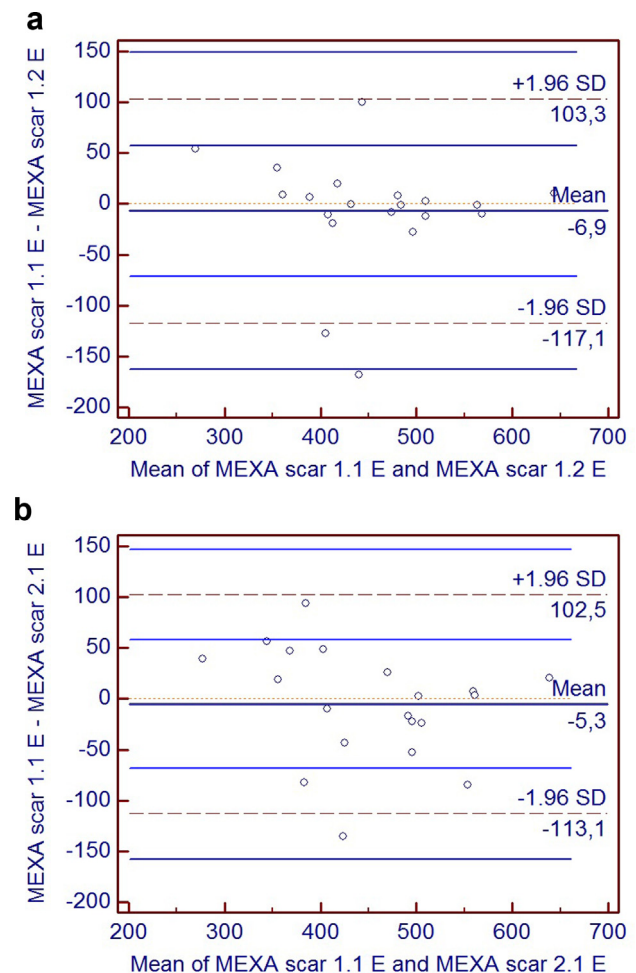 a
150
100
50
0
-50
-100
-150
-200
MEXA scar 1.1 E - MEXA scar 1.2 E
+1.96 SD
103,3
Mean
-6,9
-1.96 SD
-117,1
200 300 400 500 600 700
Mean of MEXA scar 1.1 E and MEXA scar 1.2 E
b
150
100
50
0
-50
-100
-150
-200
MEXA scar 1.1 E - MEXA scar 2.1 E
+1.96 SD
102,5
Mean
-5,3
-1.96 SD
-113,1
200 300 400 500 600 700
Mean of MEXA scar 1.1 E and MEXA scar 2.1 E